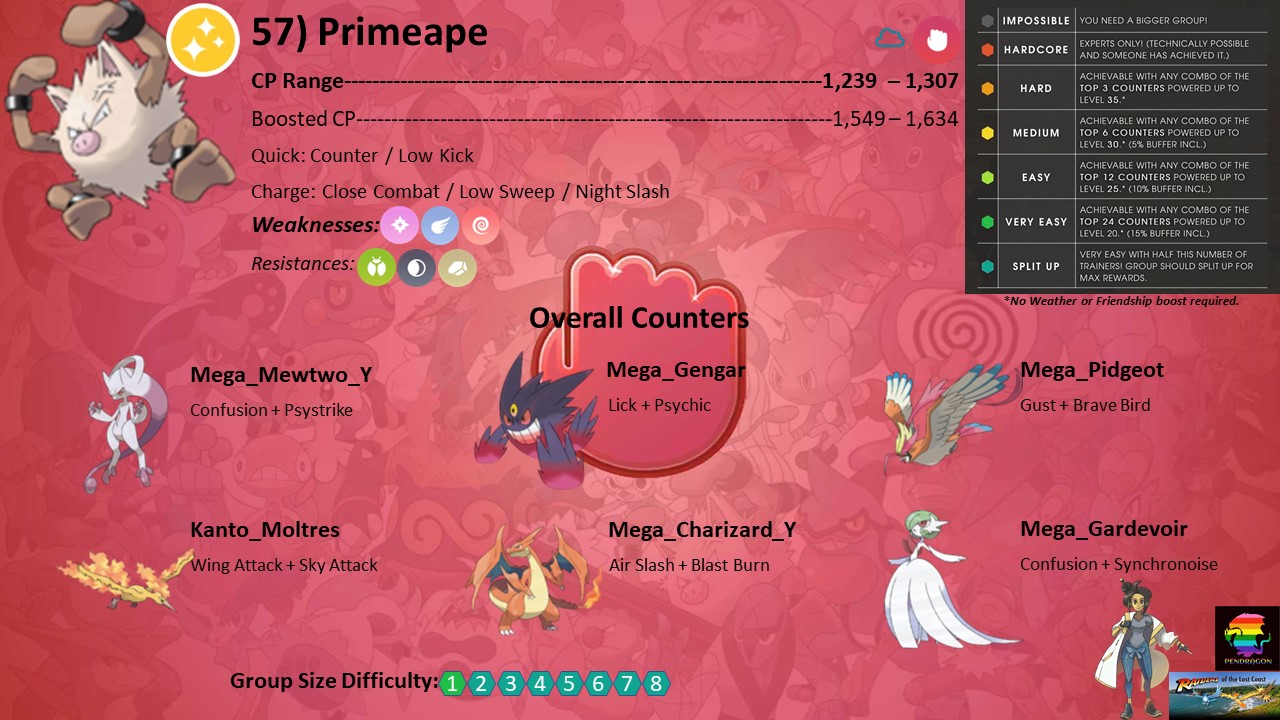 57) Primeape
CP Range--------------------------------------------------------------------------------1,239 – 1,307
Boosted CP--------------------------------------------------------------------------------1,549 – 1,634
Quick: Counter / Low Kick
Charge: Close Combat / Low Sweep / Night Slash
Weaknesses:
Resistances:
IMPOSSIBLE YOU NEED A BIGGER GROUP!
HARDCORE EXPERTS ONLY! (TECHNICALLY POSSIBLE
AND SOMEONE HAS ACHIEVED IT.)
HARD ACHIEVABLE WITH ANY COMBO OF THE
TOP 3 COUNTERS POWERED UP TO
LEVEL 35.*
MEDIUM ACHIEVABLE WITH ANY COMBO OF THE
TOP 6 COUNTERS POWERED UP TO
LEVEL 30.* (5% BUFFER INCL.)
EASY ACHIEVABLE WITH ANY COMBO OF THE
TOP 12 COUNTERS POWERED UP TO
LEVEL 25.* (10% BUFFER INCL.)
VERY EASY ACHIEVABLE WITH ANY COMBO OF THE
TOP 24 COUNTERS POWERED UP TO
LEVEL 20.* (15% BUFFER INCL.)
SPLIT UP VERY EASY WITH HALF THIS NUMBER OF
TRAINERS! GROUP SHOULD SPLIT UP FOR
MAX REWARDS.
*No Weather or Friendship boost required.
Overall Counters
Mega_Mewtwo_Y
Confusion + Psystrike
Mega_Gengar
Lick + Psychic
Mega_Pidgeot
Gust + Brave Bird
Kanto_Moltres
Wing Attack + Sky Attack
Mega_Charizard_Y
Air Slash + Blast Burn
Mega_Gardevoir
Confusion + Synchronoise
Group Size Difficulty: 1 2 3 4 5 6 7 8
PENDRAGON
RAIDERS of the Lost Coast